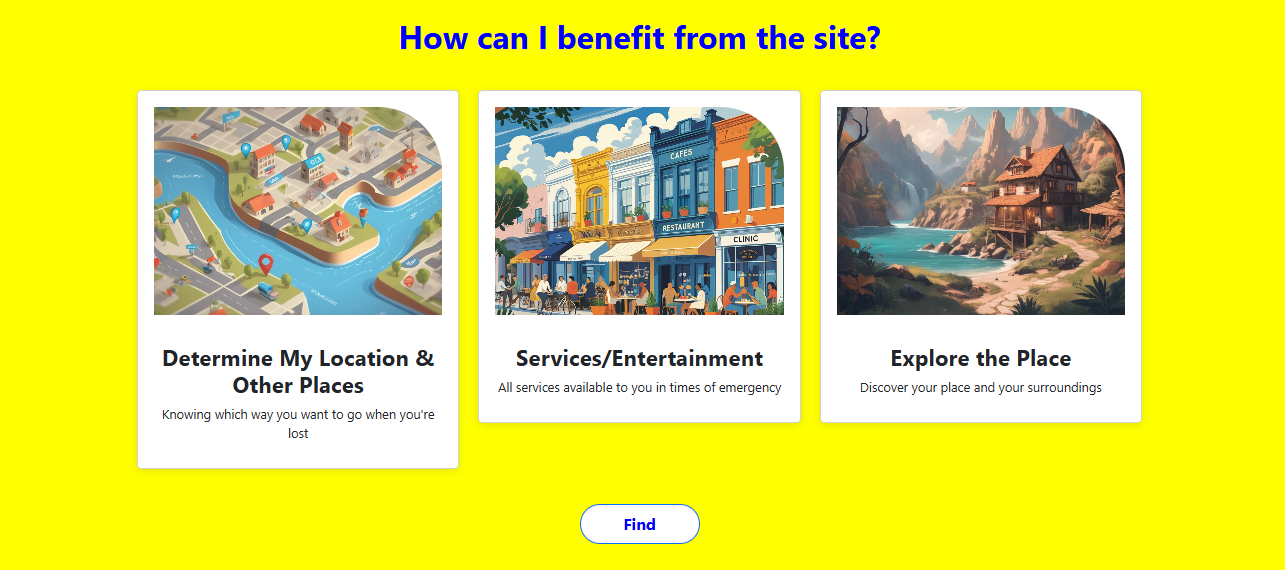 How can I benefit from the site?
CAFES
RESTAURANT
CLINIC
Determine My Location &
Other Places
Knowing which way you want to go when you're
lost
Services/Entertainment
All services available to you in times of emergency
Explore the Place
Discover your place and your surroundings
Find